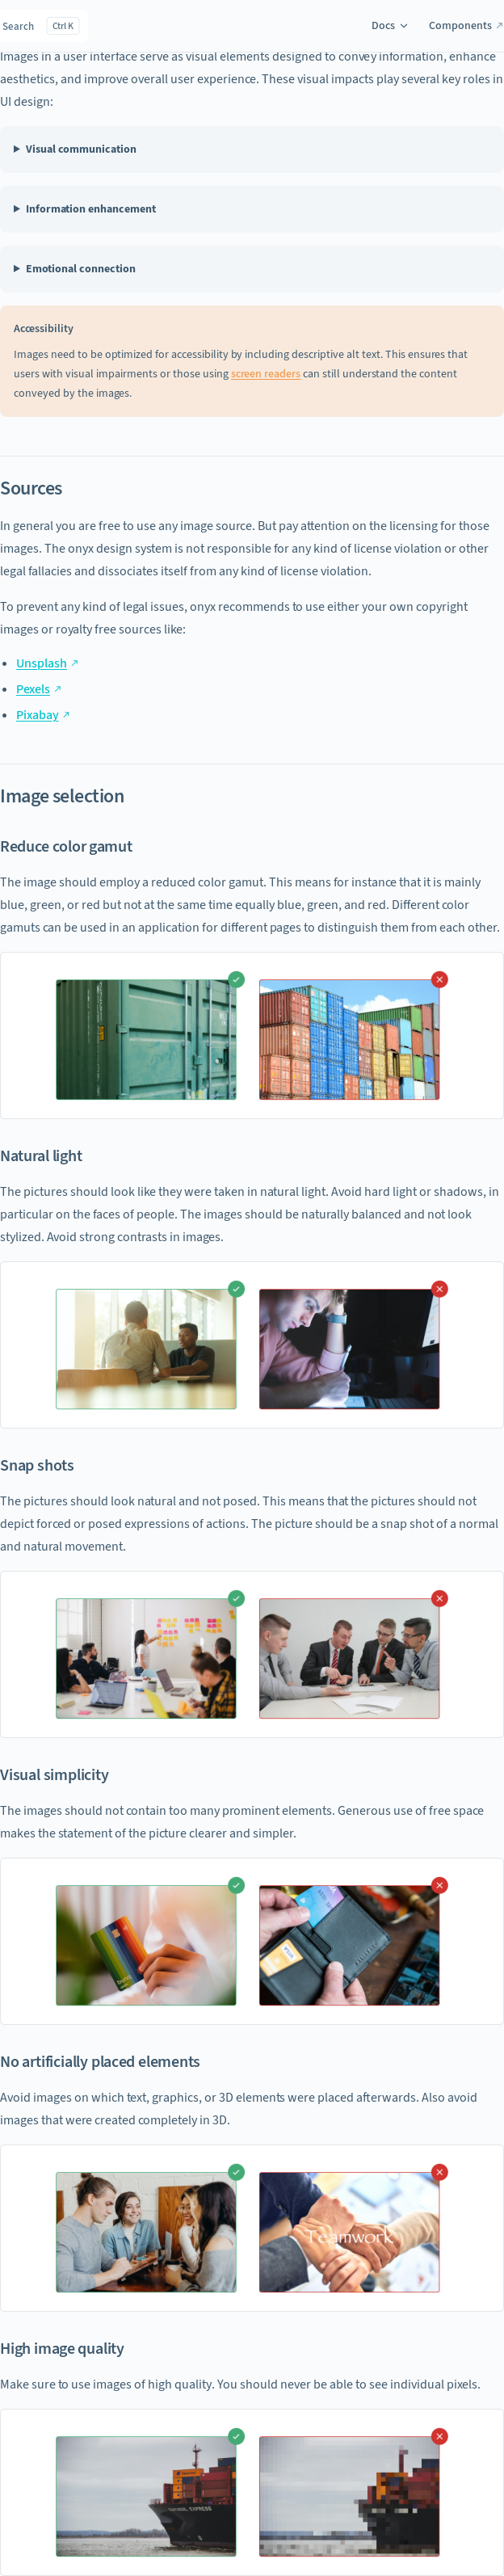 Search Ctrl K Docs Components
Images in a user interface serve as visual elements designed to convey information, enhance
aesthetics, and improve overall user experience. These visual impacts play several key roles in
UI design:
Visual communication
Information enhancement
Emotional connection
Accessibility
Images need to be optimized for accessibility by including descriptive alt text. This ensures that
users with visual impairments or those using screen readers can still understand the content
conveyed by the images.
Sources
In general you are free to use any image source. But pay attention on the licensing for those
images. The onyx design system is not responsible for any kind of license violation or other
legal fallacies and dissociates itself from any kind of license violation.
To prevent any kind of legal issues, onyx recommends to use either your own copyright
images or royalty free sources like:
Unsplash
Pexels
Pixabay
Image selection
Reduce color gamut
The image should employ a reduced color gamut. This means for instance that it is mainly
blue, green, or red but not at the same time equally blue, green, and red. Different color
gamuts can be used in an application for different pages to distinguish them from each other.
Natural light
The pictures should look like they were taken in natural light. Avoid hard light or shadows, in
particular on the faces of people. The images should be naturally balanced and not look
stylized. Avoid strong contrasts in images.
Snap shots
The pictures should look natural and not posed. This means that the pictures should not
depict forced or posed expressions of actions. The picture should be a snap shot of a normal
and natural movement.
Visual simplicity
The images should not contain too many prominent elements. Generous use of free space
makes the statement of the picture clearer and simpler.
No artificially placed elements
Avoid images on which text, graphics, or 3D elements were placed afterwards. Also avoid
images that were created completely in 3D.
Teamwork
High image quality
Make sure to use images of high quality. You should never be able to see individual pixels.
EXPRESS